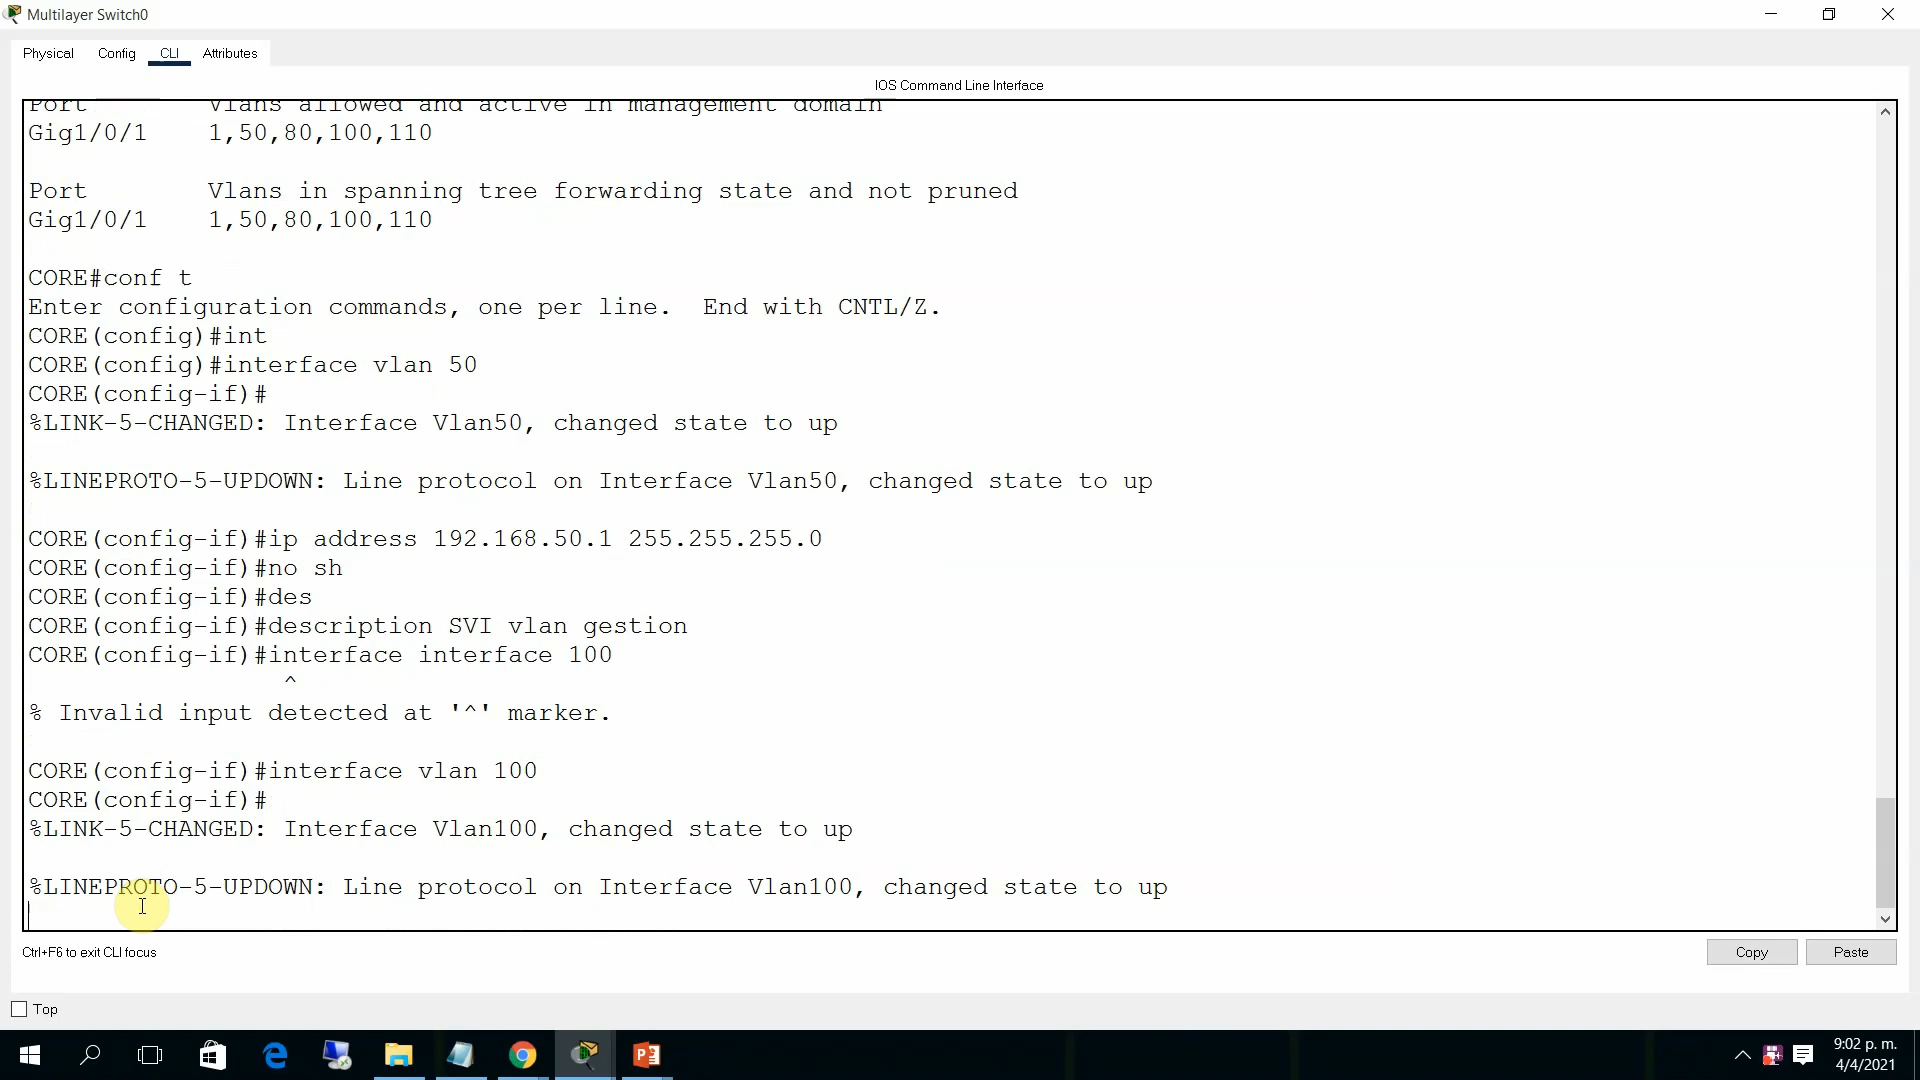 Multilayer Switch0
Physical Config CLI Attributes
IOS Command Line Interface
Port        Vlans allowed and active in management domain
Gig1/0/1    1,50,80,100,110
Port        Vlans in spanning tree forwarding state and not pruned
Gig1/0/1    1,50,80,100,110
CORE#conf t
Enter configuration commands, one per line.  End with CNTL/Z.
CORE(config)#int
CORE(config)#interface vlan 50
CORE(config-if)#
%LINK-5-CHANGED: Interface Vlan50, changed state to up
%LINEPROTO-5-UPDOWN: Line protocol on Interface Vlan50, changed state to up
CORE(config-if)#ip address 192.168.50.1 255.255.255.0
CORE(config-if)#no sh
CORE(config-if)#des
CORE(config-if)#description SVI vlan gestion
CORE(config-if)#interface interface 100
^
% Invalid input detected at '^' marker.
CORE(config-if)#interface vlan 100
CORE(config-if)#
%LINK-5-CHANGED: Interface Vlan100, changed state to up
%LINEPROTO-5-UPDOWN: Line protocol on Interface Vlan100, changed state to up
Ctrl+F6 to exit CLI focus
Copy Paste
Top
9:02 p. m.
4/4/2021